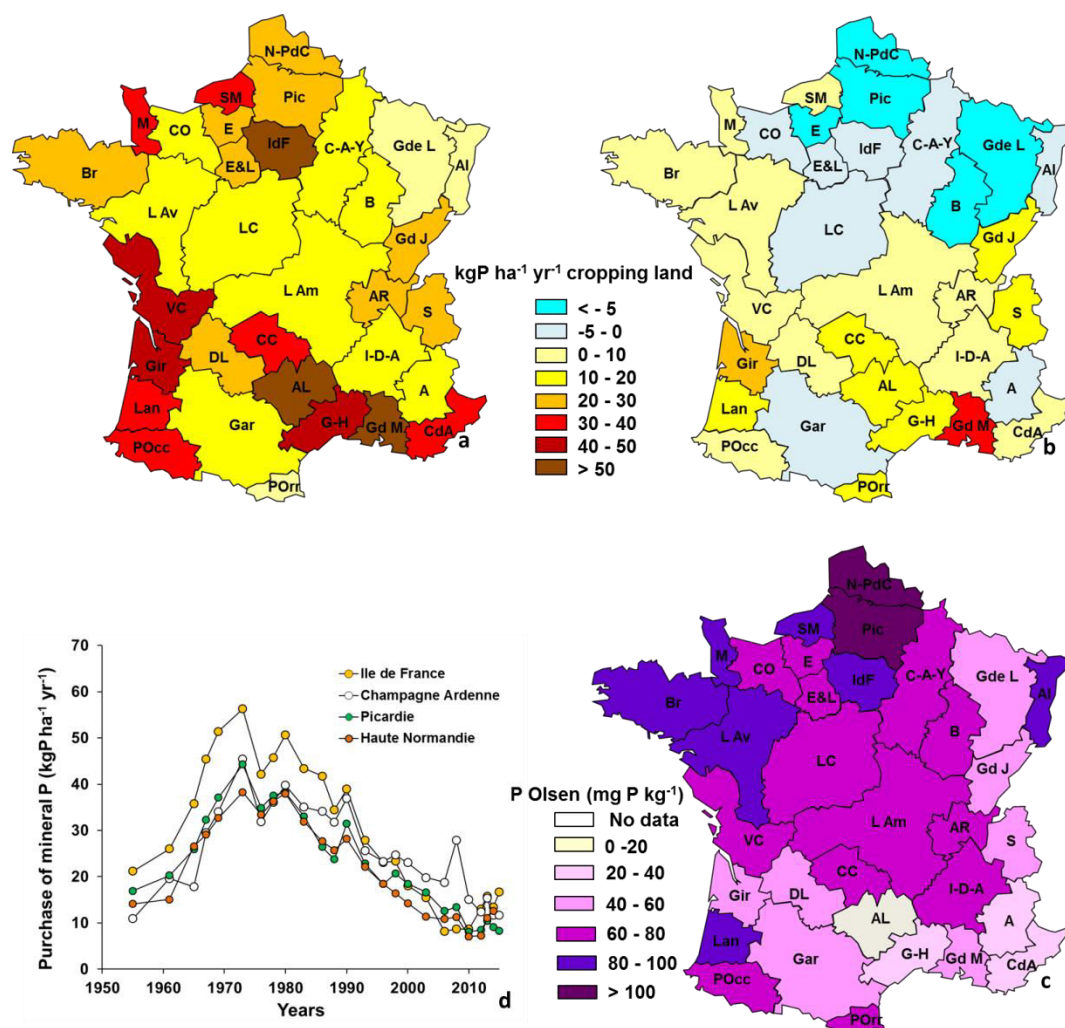 N-PdC
SM
Pic
M
CO
E
IdF
E&L
C-A-Y
Gde L
Al
Br
L Av
LC
B
Gd J
L Am
AR
S
VC
CC
DL
I-D-A
AL
A
Gir
Lan
Gar
G-H
Gd M
CdA
POcc
POrr
a
kgP ha⁻¹ yr⁻¹ cropping land
< - 5
-5 - 0
0 - 10
10 - 20
20 - 30
30 - 40
40 - 50
> 50
N-PdC
SM
Pic
M
CO
E
IdF
E&L
C-A-Y
Gde L
Al
Br
L Av
LC
B
Gd J
L Am
AR
S
VC
CC
DL
I-D-A
AL
A
Gir
Lan
Gar
G-H
Gd M
CdA
POcc
POrr
b
Purchase of mineral P (kgP ha⁻¹ yr⁻¹)
70
60
50
40
30
20
10
0
1950
1960
1970
1980
1990
2000
2010
Years
Ile de France
Champagne Ardenne
Picardie
Haute Normandie
d
P Olsen (mg P kg⁻¹)
No data
0 -20
20 - 40
40 - 60
60 - 80
80 - 100
> 100
N-PdC
SM
Pic
M
CO
E
IdF
E&L
C-A-Y
Gde L
Al
Br
L Av
LC
B
Gd J
L Am
AR
S
VC
CC
DL
I-D-A
AL
A
Gir
Lan
Gar
G-H
Gd M
CdA
POcc
POrr
c